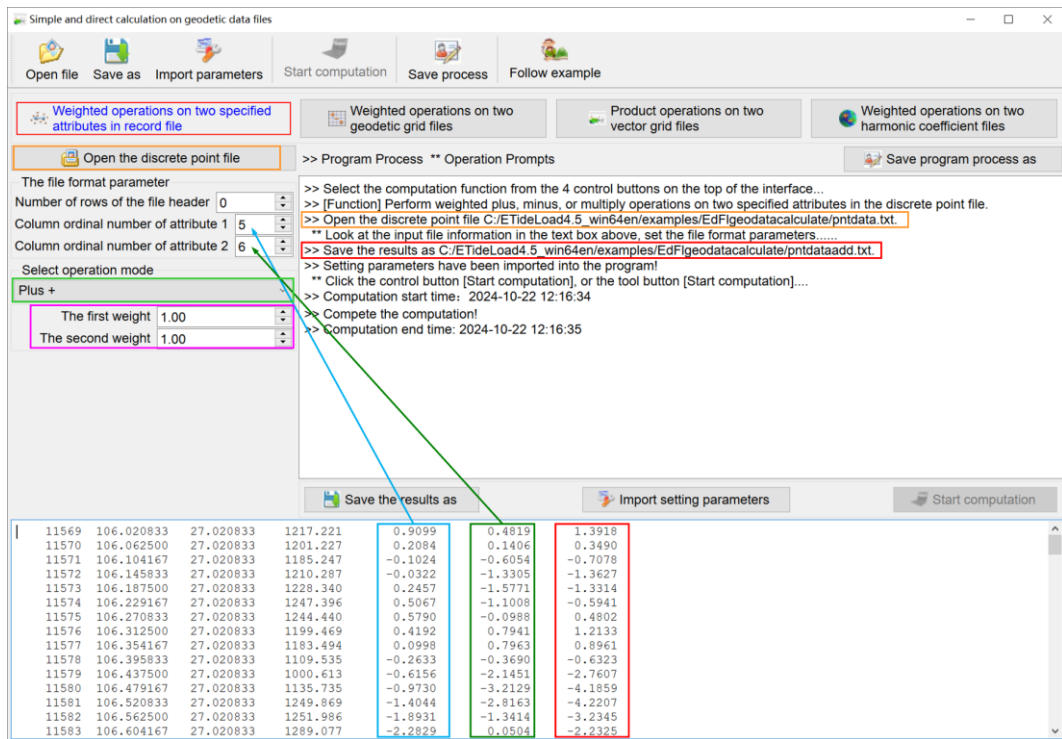 Simple and direct calculation on geodetic data files
Open file
Save as
Import parameters
Start computation
Save process
Follow example
Weighted operations on two specified
attributes in record file
Weighted operations on two
geodetic grid files
Product operations on two
vector grid files
Weighted operations on two
harmonic coefficient files
Open the discrete point file
>> Program Process ** Operation Prompts
Save program process as
The file format parameter
Number of rows of the file header 0
Column ordinal number of attribute 1 5
Column ordinal number of attribute 2 6
Select operation mode
Plus +
The first weight 1.00
The second weight 1.00
>> Select the computation function from the 4 control buttons on the top of the interface...
>> [Function] Perform weighted plus, minus, or multiply operations on two specified attributes in the discrete point file.
>> Open the discrete point file C:/ETideLoad4.5_win64en/examples/EdFlgeodatacalculate/pntdata.txt.
** Look at the input file information in the text box above, set the file format parameters......
>> Save the results as C:/ETideLoad4.5_win64en/examples/EdFlgeodatacalculate/pntdataadd.txt.
>> Setting parameters have been imported into the program!
** Click the control button [Start computation], or the tool button [Start computation]....
>> Computation start time: 2024-10-22 12:16:34
>> Compete the computation!
>> Computation end time: 2024-10-22 12:16:35
Save the results as
Import setting parameters
Start computation
11569 106.020833 27.020833 1217.221 0.9099 0.4819 1.3918
11570 106.062500 27.020833 1201.227 0.2084 0.1406 0.3490
11571 106.104167 27.020833 1185.247 -0.1024 -0.6054 -0.7078
11572 106.145833 27.020833 1210.287 -0.0322 -1.3305 -1.3627
11573 106.187500 27.020833 1228.340 0.2457 -1.5771 -1.3314
11574 106.229167 27.020833 1247.396 0.5067 -1.1008 -0.5941
11575 106.270833 27.020833 1244.440 0.5790 -0.0988 0.4802
11576 106.312500 27.020833 1199.469 0.4192 0.7941 1.2133
11577 106.354167 27.020833 1183.494 0.0998 0.7963 0.8961
11578 106.395833 27.020833 1109.535 -0.2633 -0.3690 -0.6323
11579 106.437500 27.020833 1000.613 -0.6156 -2.1451 -2.7607
11580 106.479167 27.020833 1135.735 -0.9730 -3.2129 -4.1859
11581 106.520833 27.020833 1249.869 -1.4044 -2.8163 -4.2207
11582 106.562500 27.020833 1251.986 -1.8931 -1.3414 -3.2345
11583 106.604167 27.020833 1289.077 -2.2829 0.0504 -2.2325